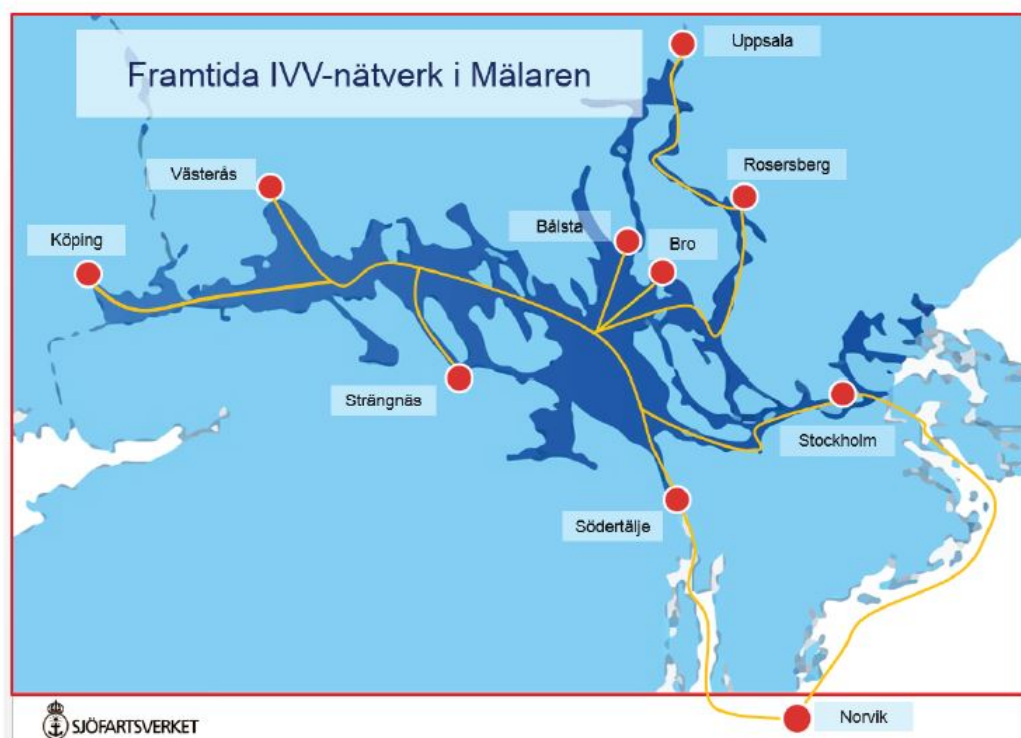 Framtida IVV-nätverk i Mälaren
Uppsala
Västerås
Rosersberg
Bålsta
Bro
Köping
Strängnäs
Stockholm
Södertälje
SJÖFARTSVERKET
Norvik